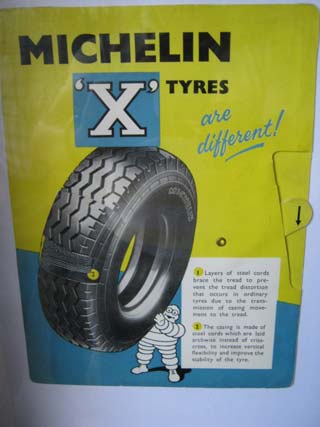 MICHELIN
'X' TYRES
are
different!
1 Layers of steel cords
brace the tread to pre-
vent the tread distortion
that occurs in ordinary
tyres due to the trans-
mission of casing move-
ment to the tread.
2 The casing is made of
steel cords which are laid
archwise instead of criss-
cross, to increase vertical
flexibility and improve the
stability of the tyre.